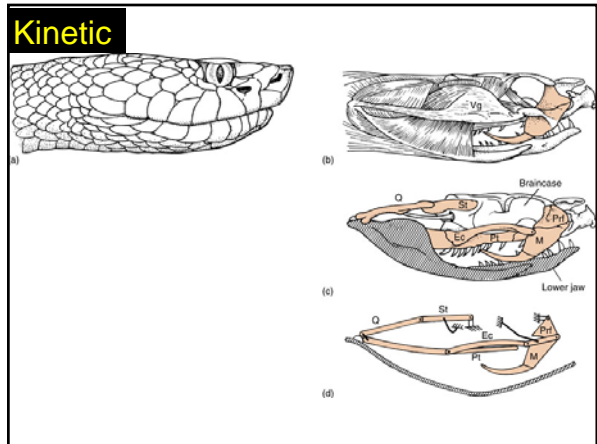 Kinetic
a)
Vg
(b)
Q
St
Braincase
Prf
Ec
Pt
M
(c)
Lower jaw
St
Q
Ec
Prf
Pt
M
(d)